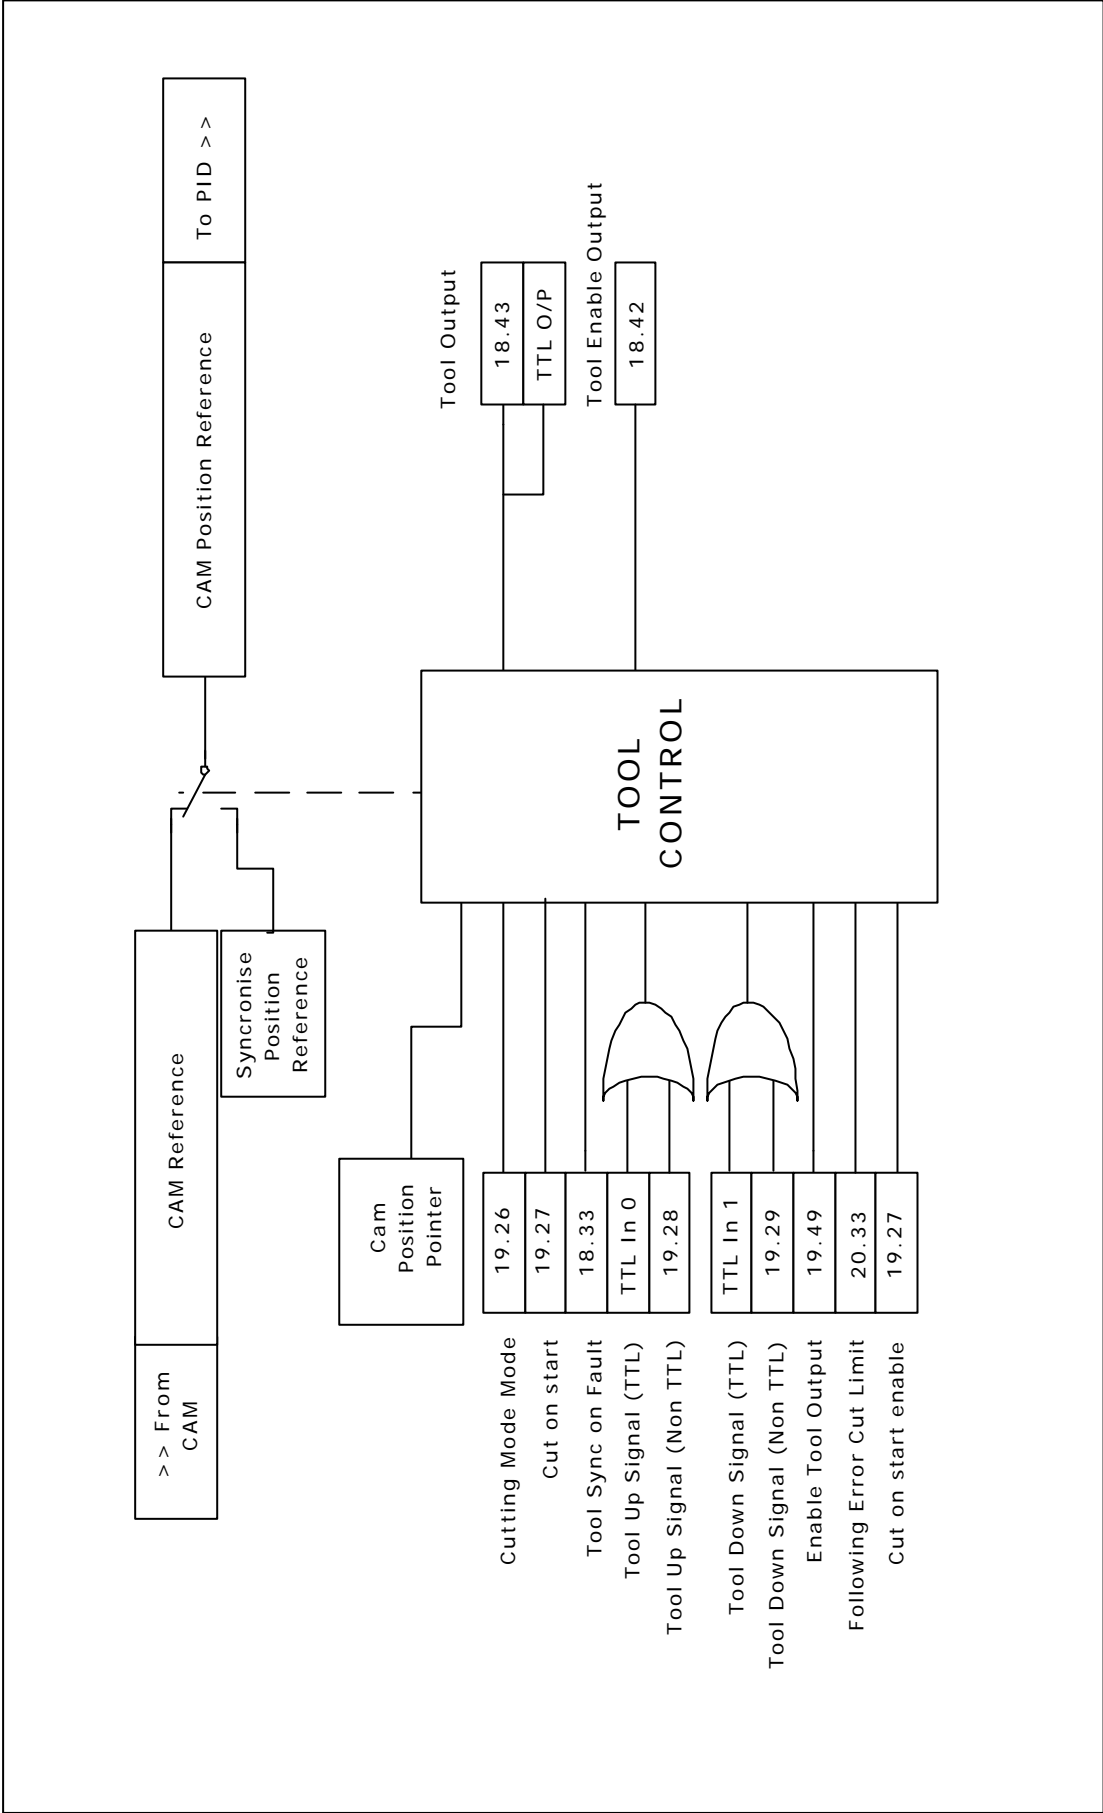 >> From
CAM
CAM Reference
CAM Position Reference
To PID >>
Syncronise
Position
Reference
Cam
Position
Pointer
TOOL
CONTROL
Tool Output
18.43
TTL O/P
Tool Enable Output
18.42
Cutting Mode Mode
19.26
Cut on start
19.27
Tool Sync on Fault
18.33
Tool Up Signal (TTL)
TTL In 0
Tool Up Signal (Non TTL)
19.28
Tool Down Signal (TTL)
TTL In 1
Tool Down Signal (Non TTL)
19.29
Enable Tool Output
19.49
Following Error Cut Limit
20.33
Cut on start enable
19.27